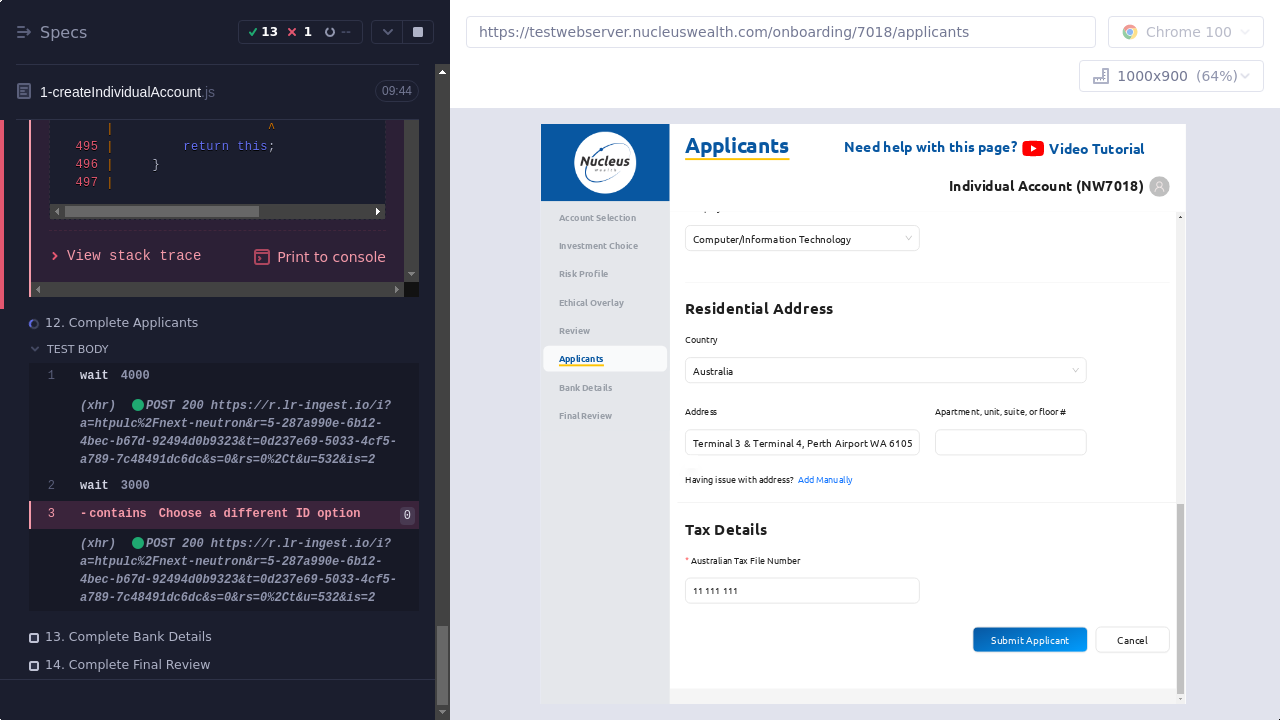 Specs
13
1
--
1-createIndividualAccount.js
09:44
| ^
495 | return this;
496 | }
497 |
View stack trace
Print to console
12. Complete Applicants
TEST BODY
1 wait 4000
(xhr) POST 200 https://r.lr-ingest.io/i?
a=htpulc%2Fnext-neutron&r=5-287a990e-6b12-
4bec-b67d-92494d0b9323&t=0d237e69-5033-4cf5-
a789-7c48491dc6dc&s=0&rs=0%2Ct&u=532&is=2
2 wait 3000
3 -contains Choose a different ID option 0
(xhr) POST 200 https://r.lr-ingest.io/i?
a=htpulc%2Fnext-neutron&r=5-287a990e-6b12-
4bec-b67d-92494d0b9323&t=0d237e69-5033-4cf5-
a789-7c48491dc6dc&s=0&rs=0%2Ct&u=532&is=2
13. Complete Bank Details
14. Complete Final Review
https://testwebserver.nucleuswealth.com/onboarding/7018/applicants
Chrome 100
1000x900 (64%)
Nucleus
Wealth
Account Selection
Investment Choice
Risk Profile
Ethical Overlay
Review
Applicants
Bank Details
Final Review
Applicants
Need help with this page? Video Tutorial
Individual Account (NW7018)
Computer/Information Technology
Residential Address
Country
Australia
Address
Apartment, unit, suite, or floor #
Terminal 3 & Terminal 4, Perth Airport WA 6105
Having issue with address? Add Manually
Tax Details
* Australian Tax File Number
11 111 111
Submit Applicant
Cancel